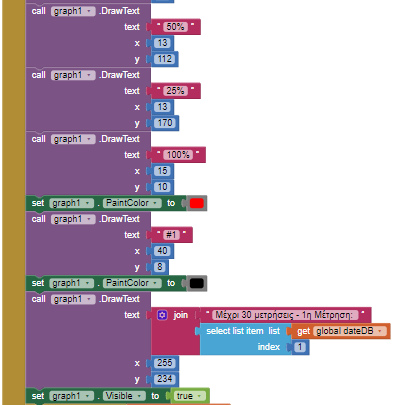 call graph1 .DrawText
text " 50% "
x 13
y 112
call graph1 .DrawText
text " 25% "
x 13
y 170
call graph1 .DrawText
text " 100% "
x 15
y 10
set graph1 . PaintColor to
call graph1 .DrawText
text " #1 "
x 40
y 8
set graph1 . PaintColor to
call graph1 .DrawText
text join " Μέχρι 30 μετρήσεις - 1η Μέτρηση: "
select list item list get global dateDB
index 1
x 255
y 234
set graph1 . Visible to true